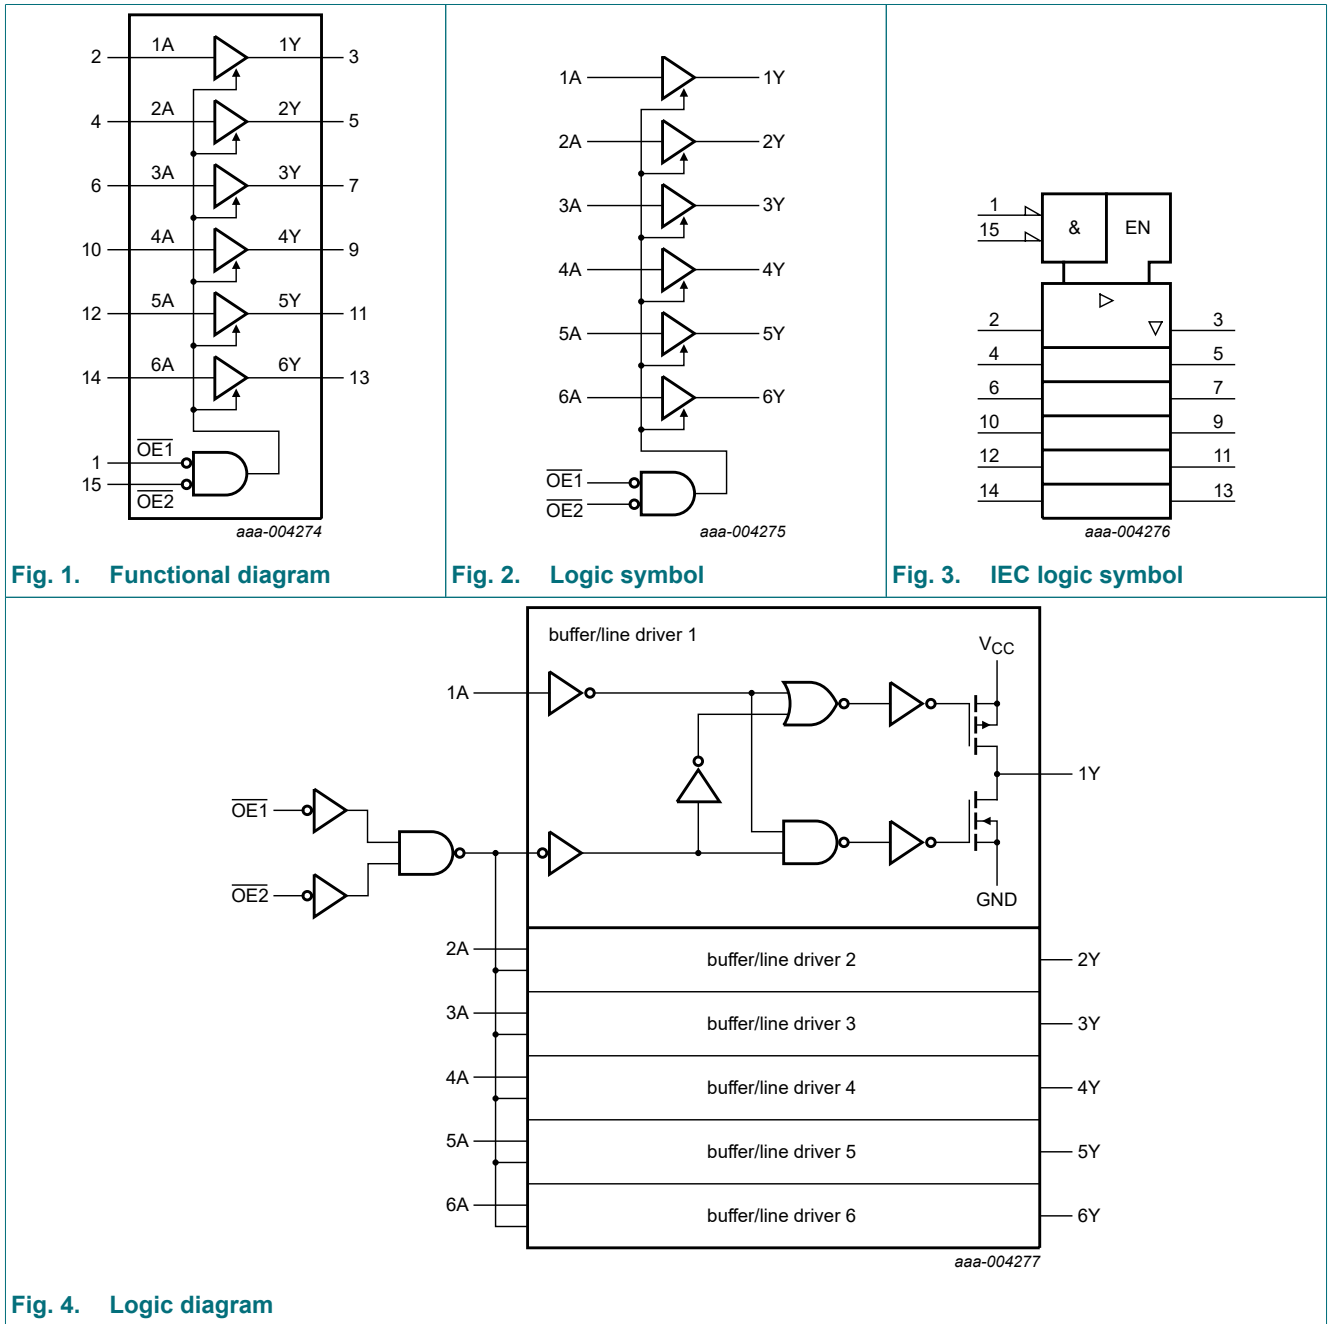 2 1A 1Y 3
4 2A 2Y 5
6 3A 3Y 7
10 4A 4Y 9
12 5A 5Y 11
14 6A 6Y 13
1 OE1
15 OE2
aaa-004274
Fig. 1. Functional diagram
1A 1Y
2A 2Y
3A 3Y
4A 4Y
5A 5Y
6A 6Y
OE1
OE2
aaa-004275
Fig. 2. Logic symbol
1
15
& EN
2 3
4 5
6 7
10 9
12 11
14 13
aaa-004276
Fig. 3. IEC logic symbol
buffer/line driver 1
VCC
1A
1Y
OE1
OE2
GND
2A buffer/line driver 2 2Y
3A buffer/line driver 3 3Y
4A buffer/line driver 4 4Y
5A buffer/line driver 5 5Y
6A buffer/line driver 6 6Y
aaa-004277
Fig. 4. Logic diagram